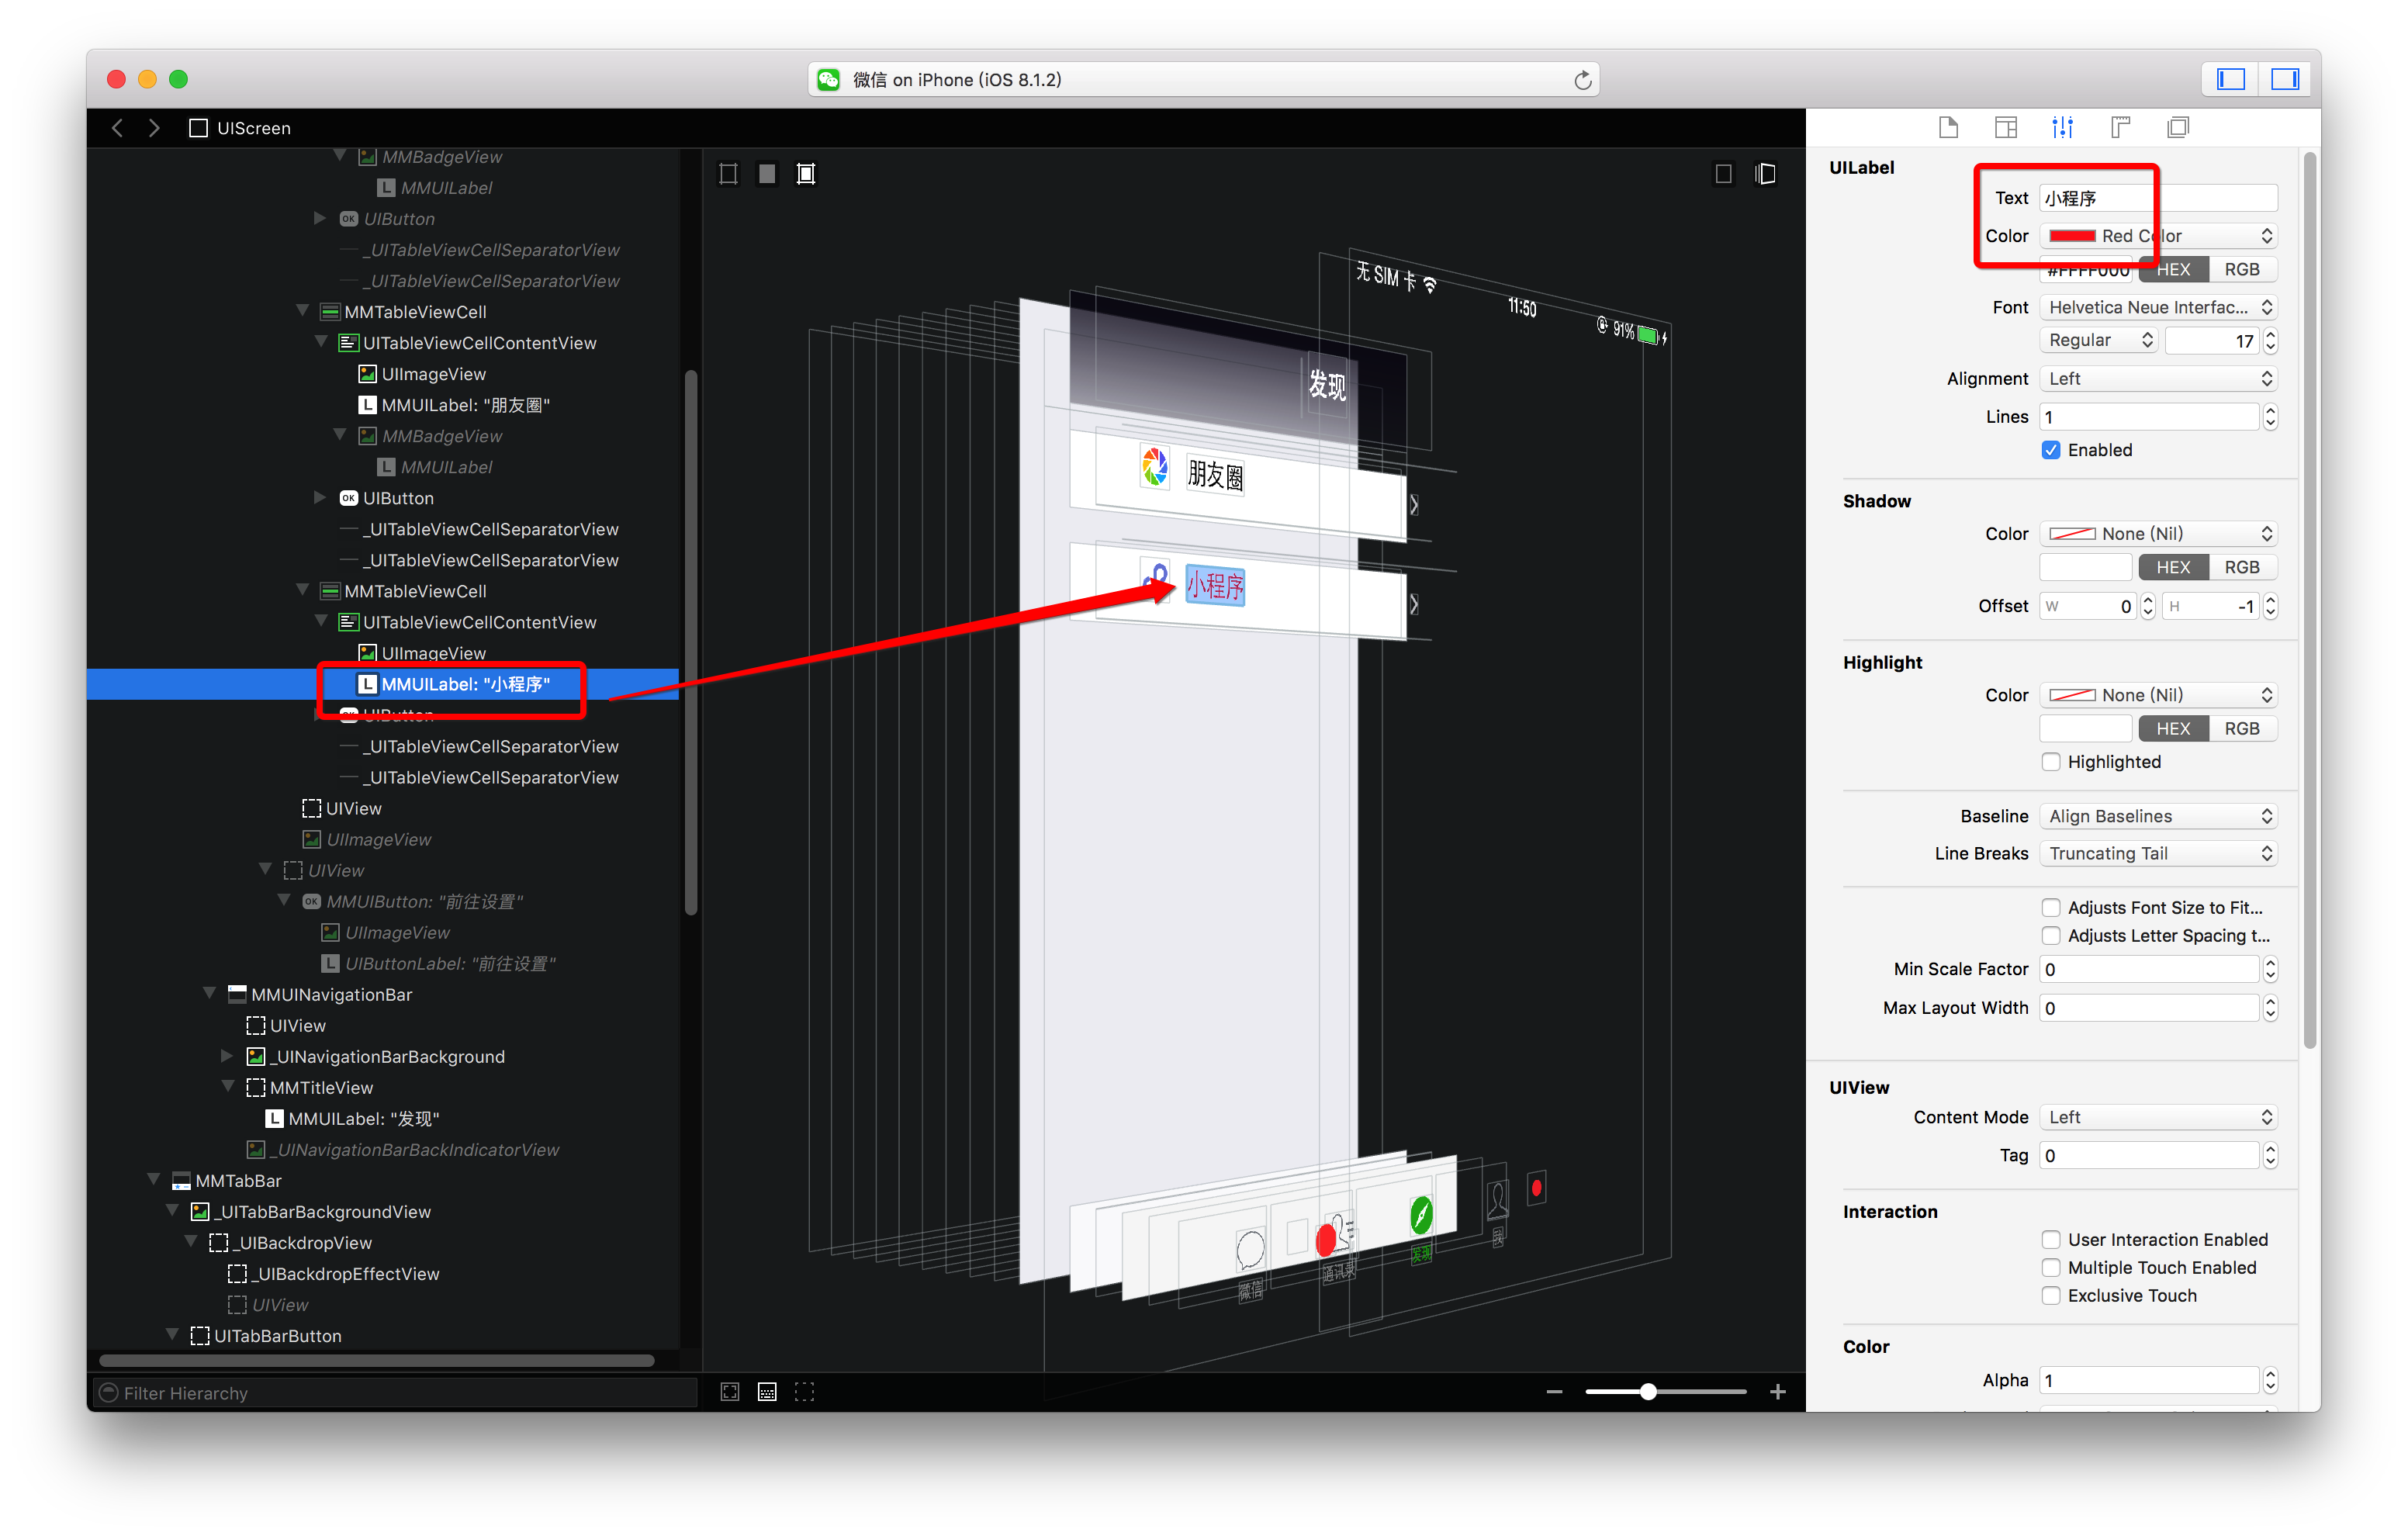 微信 on iPhone (iOS 8.1.2)
UIScreen
MMBadgeView
MMUILabel
UIButton
_UITableViewCellSeparatorView
_UITableViewCellSeparatorView
MMTableViewCell
UITableViewCellContentView
UIImageView
MMUILabel: "朋友圈"
MMBadgeView
MMUILabel
UIButton
_UITableViewCellSeparatorView
_UITableViewCellSeparatorView
MMTableViewCell
UITableViewCellContentView
UIImageView
MMUILabel: "小程序"
UIButton
_UITableViewCellSeparatorView
_UITableViewCellSeparatorView
UIView
UIImageView
UIView
MMUIButton: "前往设置"
UIImageView
UIButtonLabel: "前往设置"
MMUINavigationBar
UIView
_UINavigationBarBackground
MMTitleView
MMUILabel: "发现"
_UINavigationBarBackIndicatorView
MMTabBar
_UITabBarBackgroundView
_UIBackdropView
_UIBackdropEffectView
UIView
UITabBarButton
Filter Hierarchy
无 SIM 卡
11:50
91%
发现
朋友圈
小程序
微信
通讯录
发现
UILabel
Text 小程序
Color Red Color
#FFFF000 HEX RGB
Font Helvetica Neue Interfac...
Regular 17
Alignment Left
Lines 1
Enabled
Shadow
Color None (Nil)
HEX RGB
Offset W 0 H -1
Highlight
Color None (Nil)
HEX RGB
Highlighted
Baseline Align Baselines
Line Breaks Truncating Tail
Adjusts Font Size to Fit...
Adjusts Letter Spacing t...
Min Scale Factor 0
Max Layout Width 0
UIView
Content Mode Left
Tag 0
Interaction
User Interaction Enabled
Multiple Touch Enabled
Exclusive Touch
Color
Alpha 1